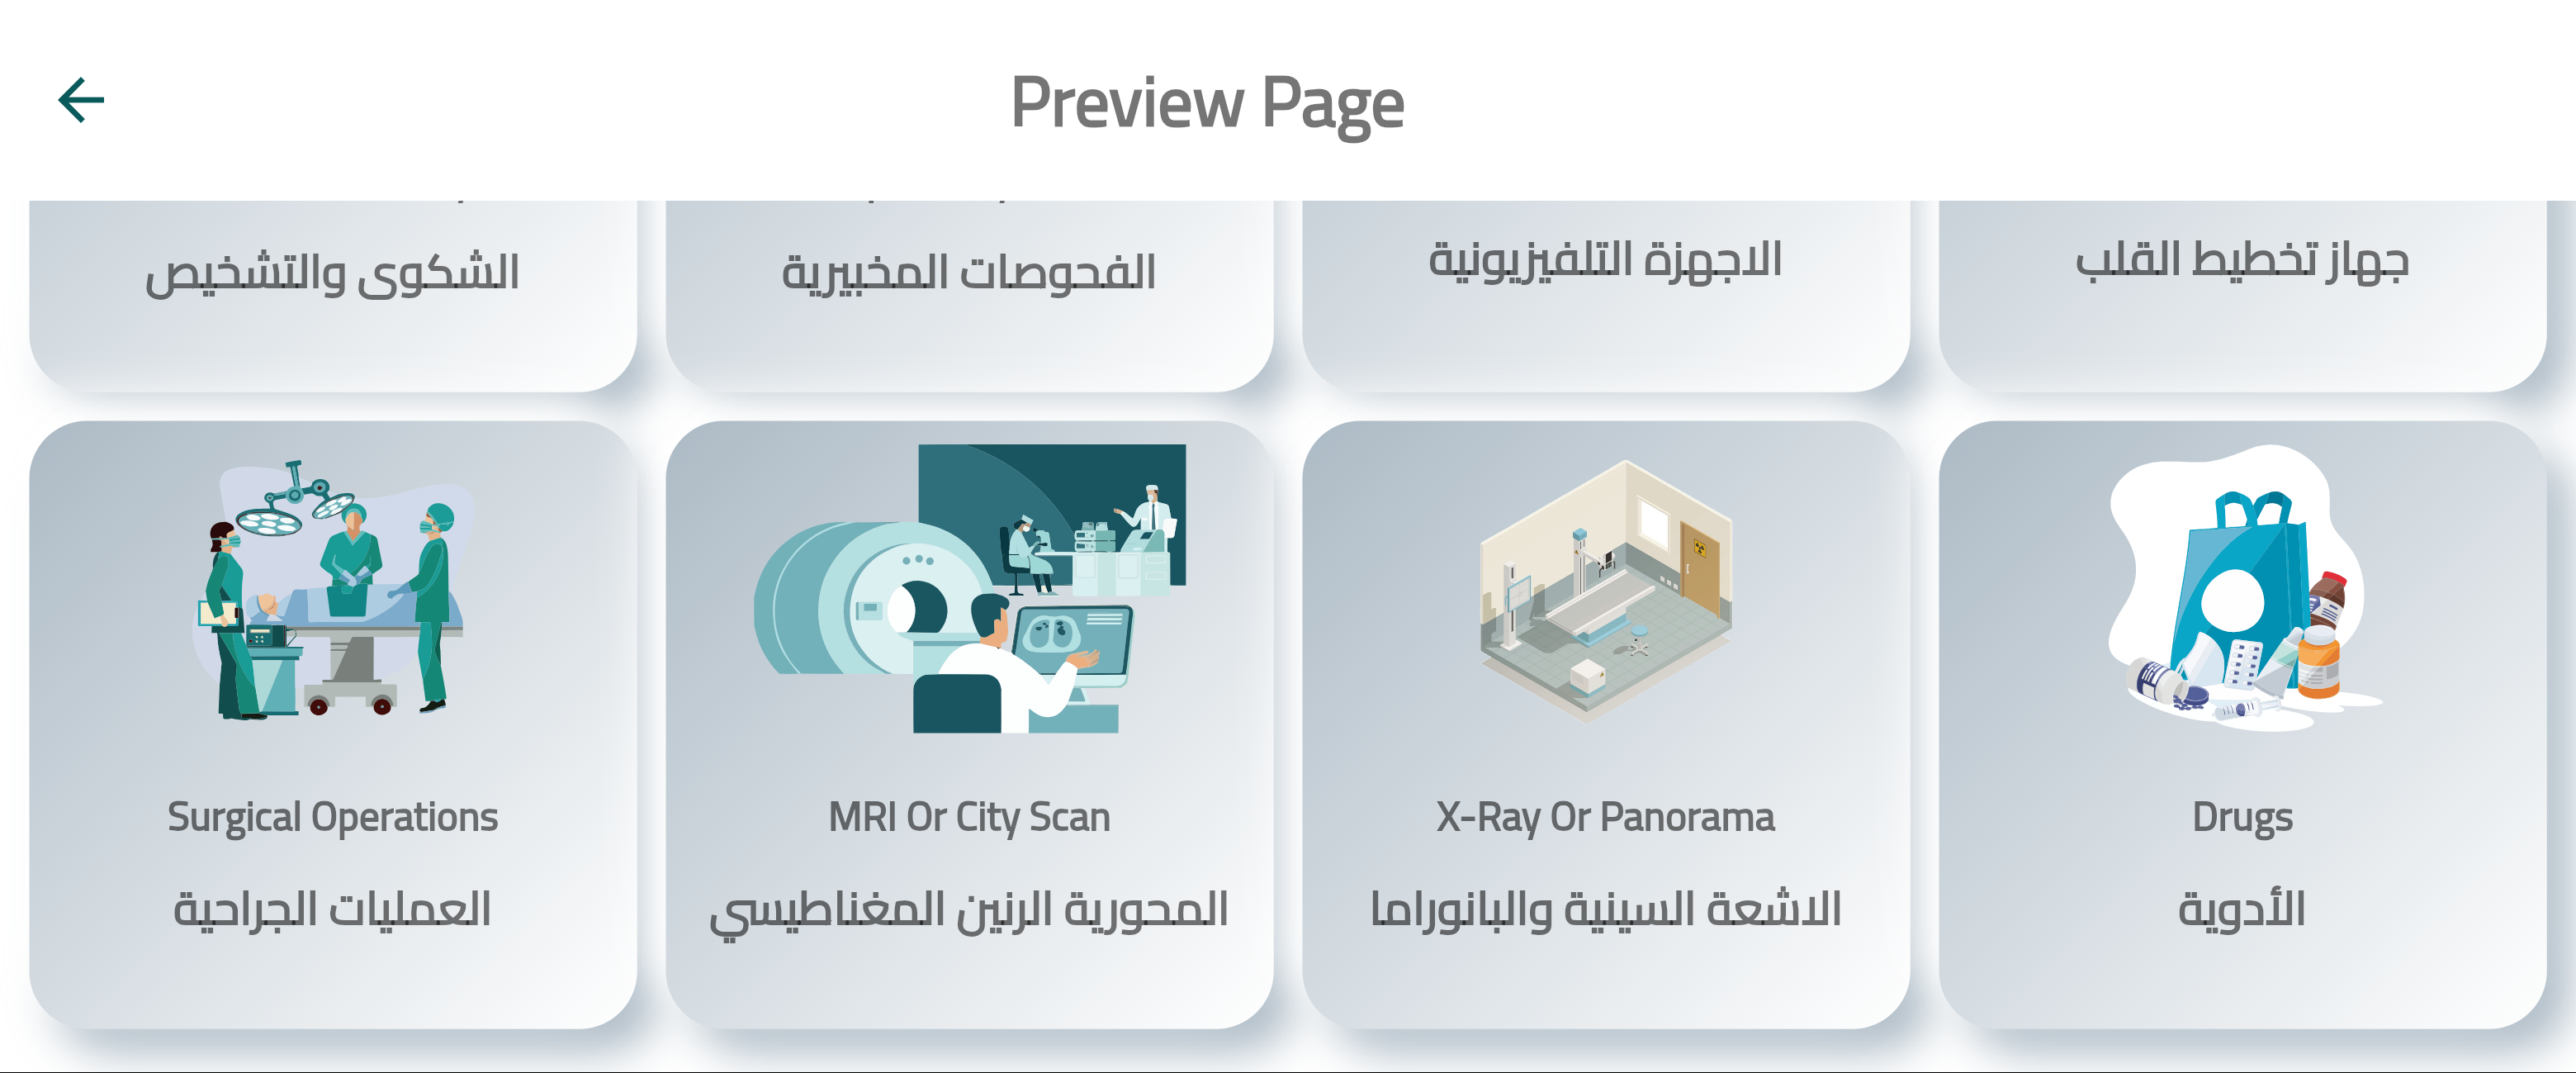 Preview Page
الشكوى والتشخيص
الفحوصات المخبيرية
الاجهزة التلفيزيونية
جهاز تخطيط القلب
Surgical Operations
العمليات الجراحية
MRI Or City Scan
المحورية الرنين المغناطيسي
X-Ray Or Panorama
الاشعة السينية والبانوراما
Drugs
الأدوية